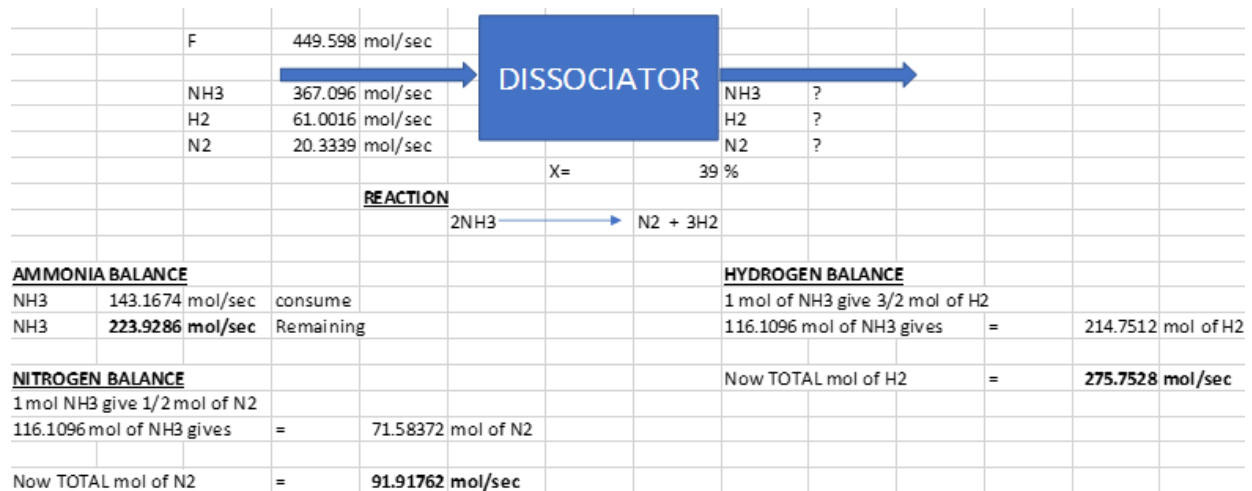 F 449.598 mol/sec
DISSOCIATOR
NH3 367.096 mol/sec NH3 ?
H2 61.0016 mol/sec H2 ?
N2 20.3339 mol/sec N2 ?
X= 39 %
REACTION
2NH3 N2 + 3H2
AMMONIA BALANCE
NH3 143.1674 mol/sec consume
NH3 223.9286 mol/sec Remaining
HYDROGEN BALANCE
1 mol of NH3 give 3/2 mol of H2
116.1096 mol of NH3 gives = 214.7512 mol of H2
Now TOTAL mol of H2 = 275.7528 mol/sec
NITROGEN BALANCE
1 mol NH3 give 1/2 mol of N2
116.1096 mol of NH3 gives = 71.58372 mol of N2
Now TOTAL mol of N2 = 91.91762 mol/sec